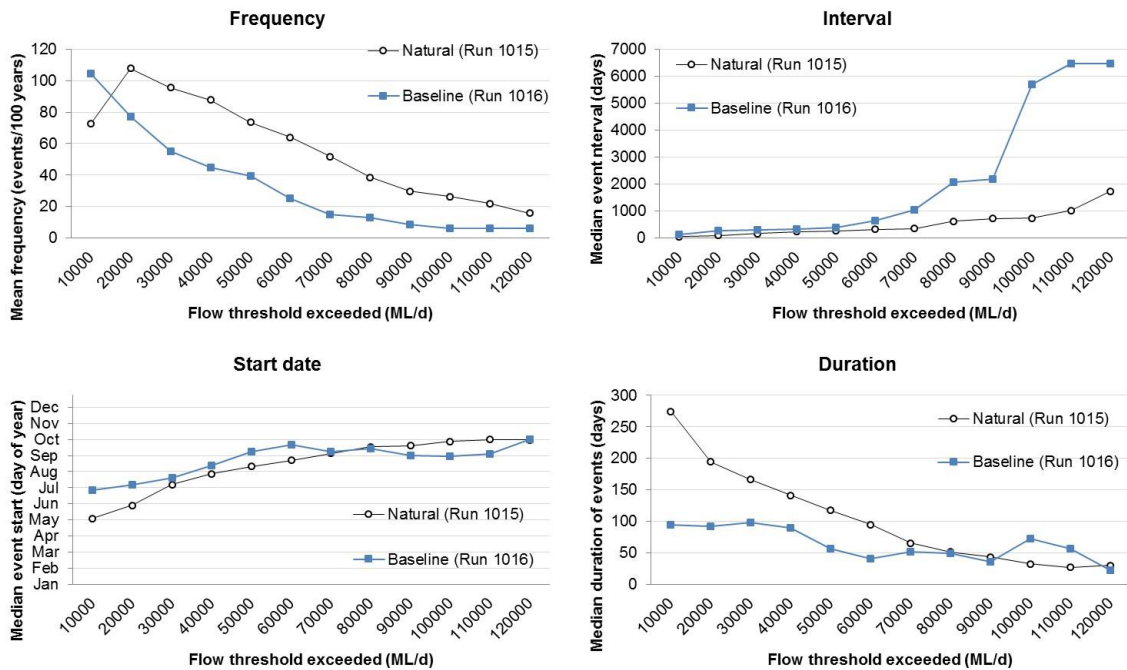 Frequency
Mean frequency (events/100 years)
120
100
80
60
40
20
0
Natural (Run 1015)
Baseline (Run 1016)
10000
20000
30000
40000
50000
60000
70000
80000
90000
100000
110000
120000
Flow threshold exceeded (ML/d)
Interval
Median event nterval (days)
7000
6000
5000
4000
3000
2000
1000
0
Natural (Run 1015)
Baseline (Run 1016)
10000
20000
30000
40000
50000
60000
70000
80000
90000
100000
110000
120000
Flow threshold exceeded (ML/d)
Start date
Median event start (day of year)
Dec
Nov
Oct
Sep
Aug
Jul
Jun
May
Apr
Mar
Feb
Jan
Natural (Run 1015)
Baseline (Run 1016)
10000
20000
30000
40000
50000
60000
70000
80000
90000
100000
110000
120000
Flow threshold exceeded (ML/d)
Duration
Median duration of events (days)
300
250
200
150
100
50
0
Natural (Run 1015)
Baseline (Run 1016)
10000
20000
30000
40000
50000
60000
70000
80000
90000
100000
110000
120000
Flow threshold exceeded (ML/d)